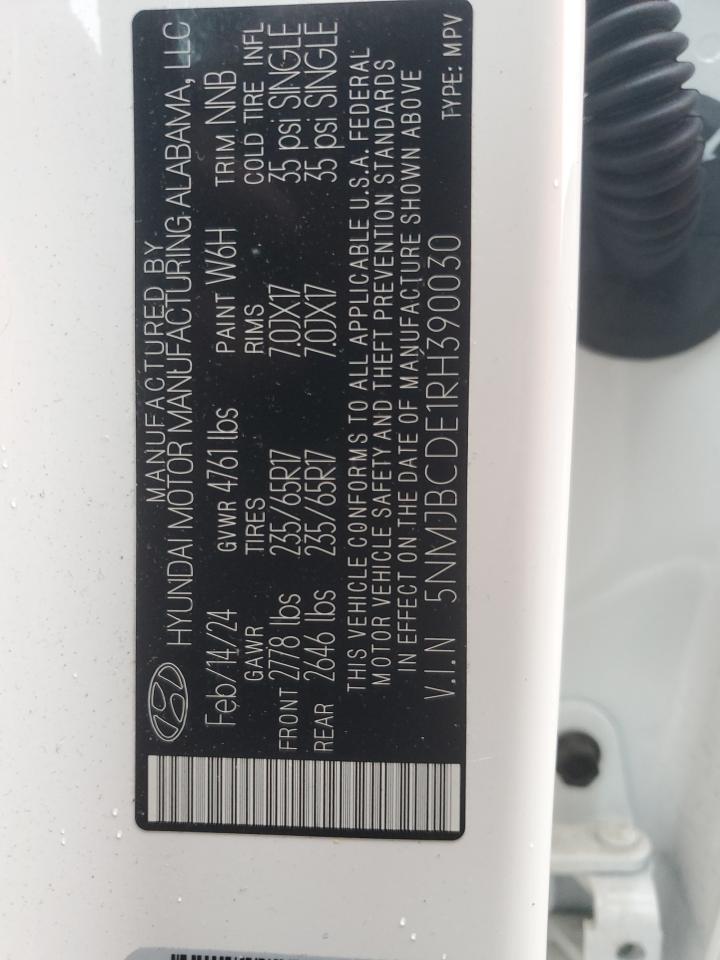 MANUFACTURED BY
HYUNDAI MOTOR MANUFACTURING ALABAMA, LLC
Feb/14/24 GVWR 4761 lbs PAINT W6H TRIM NNB
GAWR TIRES RIMS COLD TIRE INFL
FRONT 2778 lbs 235/65R17 7.0JX17 35 psi SINGLE
REAR 2646 lbs 235/65R17 7.0JX17 35 psi SINGLE
THIS VEHICLE CONFORMS TO ALL APPLICABLE U.S.A. FEDERAL
MOTOR VEHICLE SAFETY AND THEFT PREVENTION STANDARDS
IN EFFECT ON THE DATE OF MANUFACTURE SHOWN ABOVE
V.I.N 5NMJBCDE1RH390030
TYPE: MPV